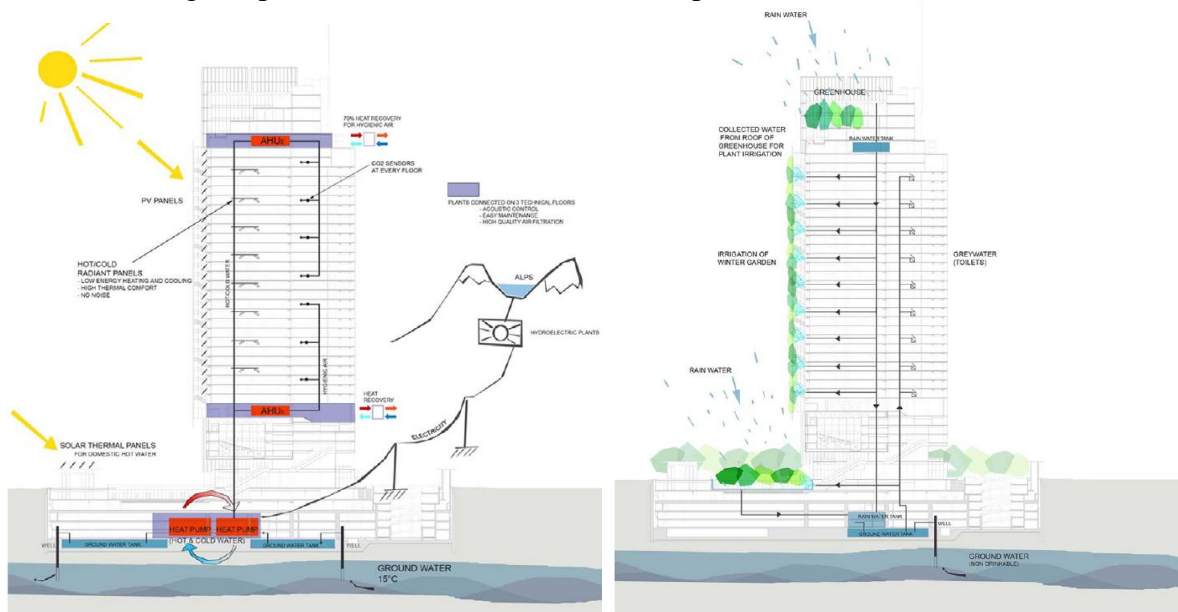 70% HEAT RECOVERY
FOR HYGIENIC AIR
AHUs
CO2 SENSORS
AT EVERY FLOOR
PV PANELS
PLANTS CONNECTED ON 3 TECHNICAL FLOORS
- ACOUSTIC CONTROL
- EASY MAINTENANCE
- HIGH QUALITY AIR FILTRATION
HOT/COLD
RADIANT PANELS
- LOW ENERGY HEATING AND COOLING
- HIGH THERMAL COMFORT
- NO NOISE
HOT/COLD WATER
ALPS
HYDROELECTRIC PLANTS
HYGIENIC AIR
HEAT
RECOVERY
AHUs
ELECTRICITY
SOLAR THERMAL PANELS
FOR DOMESTIC HOT WATER
HEAT PUMP
HEAT PUMP
(HOT & COLD WATER)
WELL
GROUND WATER TANK
GROUND WATER TANK
WELL
GROUND WATER
15°C
RAIN WATER
GREENHOUSE
COLLECTED WATER
FROM ROOF OF
GREENHOUSE FOR
PLANT IRRIGATION
RAIN WATER TANK
IRRIGATION OF
WINTER GARDEN
GREYWATER
(TOILETS)
RAIN WATER
RAIN WATER TANK
GROUND WATER TANK
WELL
GROUND WATER
(NON DRINKABLE)